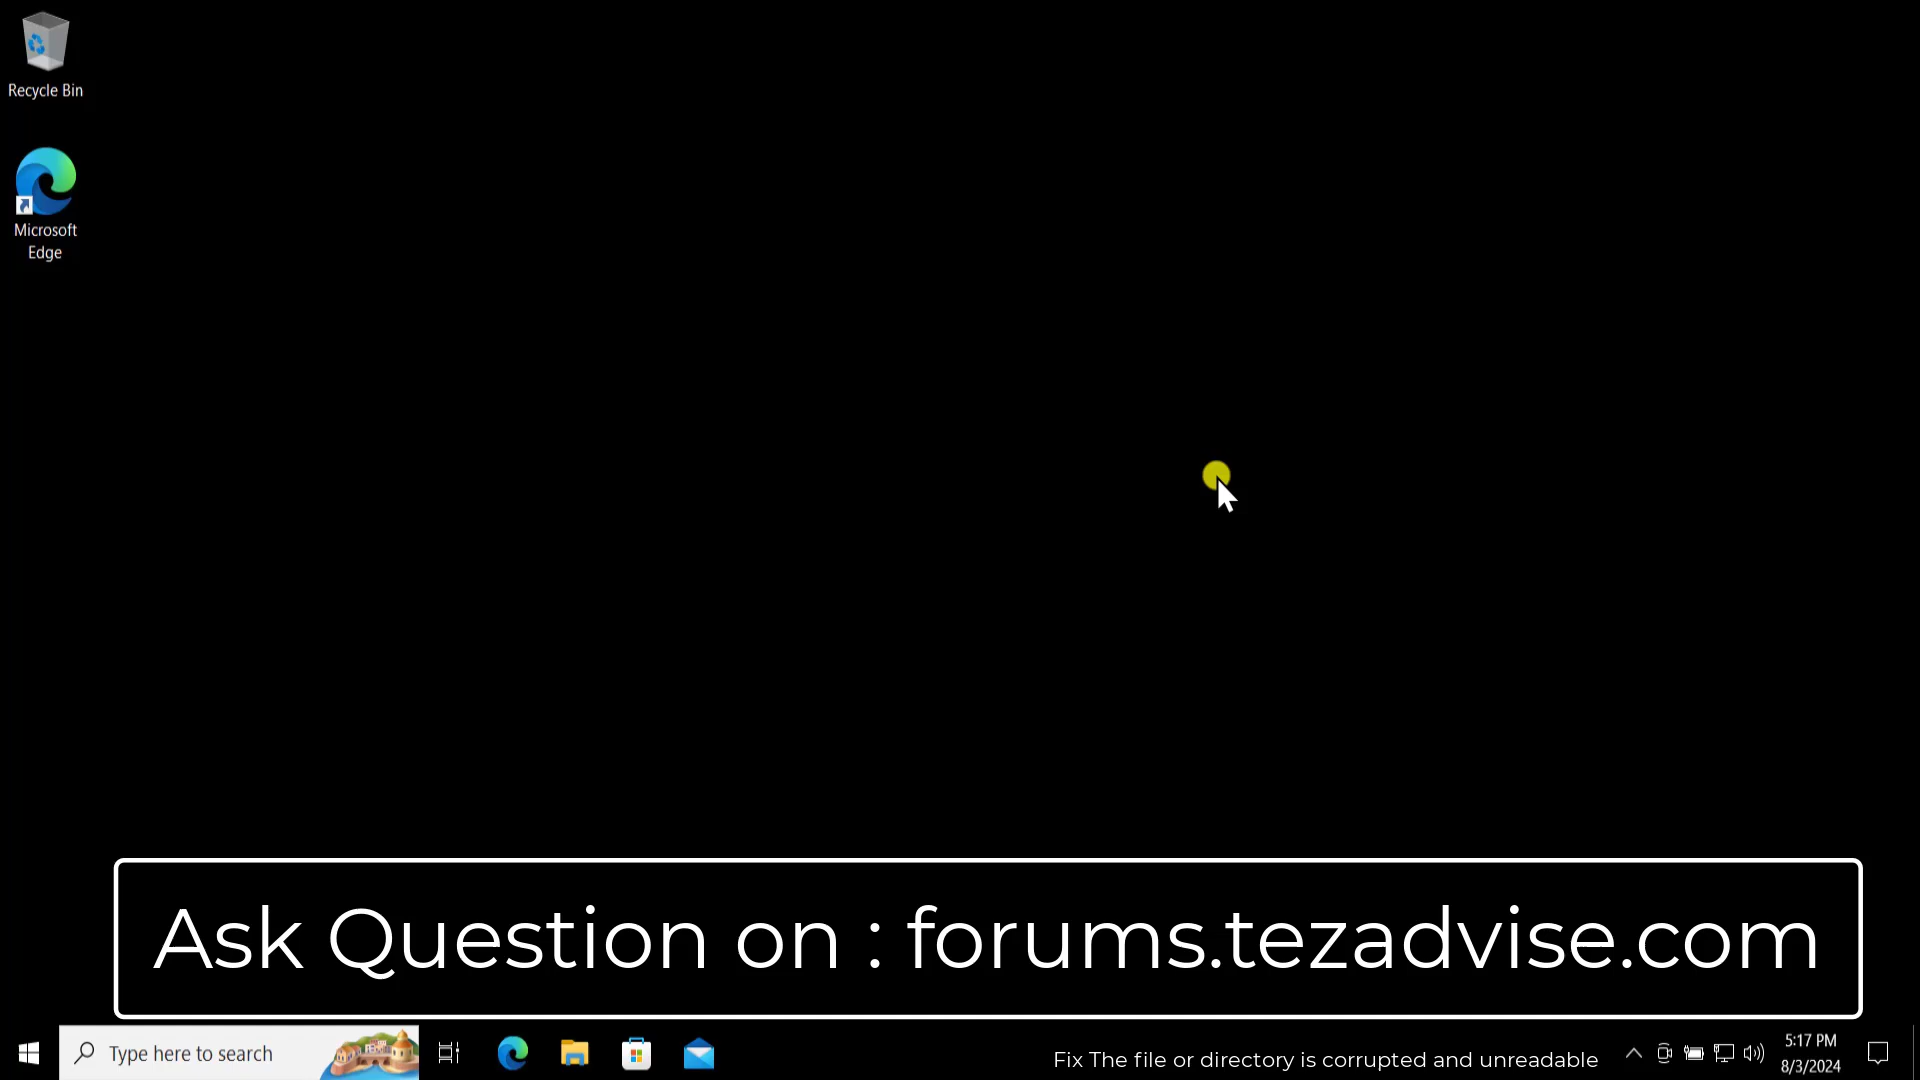 Recycle Bin
Microsoft
Edge
Ask Question on : forums.tezadvise.com
Type here to search
Fix The file or directory is corrupted and unreadable
5:17 PM
8/3/2024